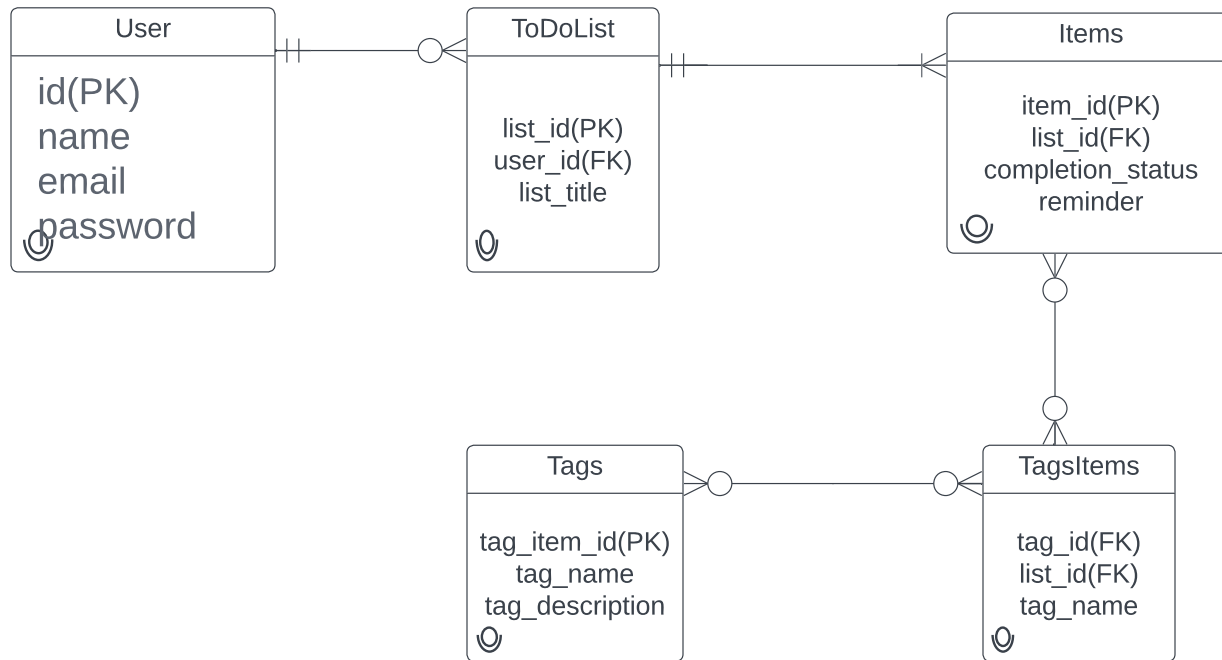 User
id(PK)
name
email
password
ToDoList
list_id(PK)
user_id(FK)
list_title
Items
item_id(PK)
list_id(FK)
completion_status
reminder
Tags
tag_item_id(PK)
tag_name
tag_description
TagsItems
tag_id(FK)
list_id(FK)
tag_name